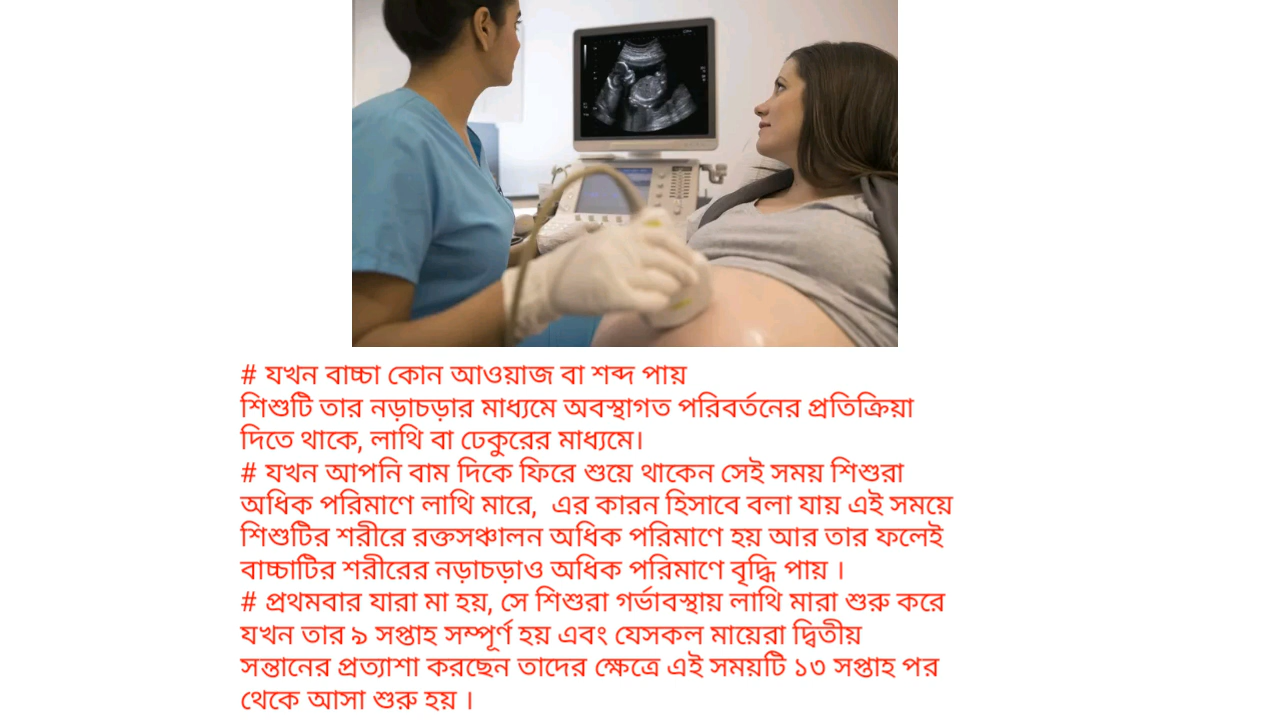 # যখন বাচ্চা কোন আওয়াজ বা শব্দ পায়
শিশুটি তার নড়াচড়ার মাধ্যমে অবস্থাগত পরিবর্তনের প্রতিক্রিয়া
দিতে থাকে, লাথি বা ঢেকুরের মাধ্যমে।
# যখন আপনি বাম দিকে ফিরে শুয়ে থাকেন সেই সময় শিশুরা
অধিক পরিমাণে লাথি মারে, এর কারন হিসাবে বলা যায় এই সময়ে
শিশুটির শরীরে রক্তসঞ্চালন অধিক পরিমাণে হয় আর তার ফলেই
বাচ্চাটির শরীরের নড়াচড়াও অধিক পরিমাণে বৃদ্ধি পায় ।
# প্রথমবার যারা মা হয়, সে শিশুরা গর্ভাবস্থায় লাথি মারা শুরু করে
যখন তার ৯ সপ্তাহ সম্পূর্ণ হয় এবং যেসকল মায়েরা দ্বিতীয়
সন্তানের প্রত্যাশা করছেন তাদের ক্ষেত্রে এই সময়টি ১৩ সপ্তাহ পর
থেকে আসা শুরু হয় ।